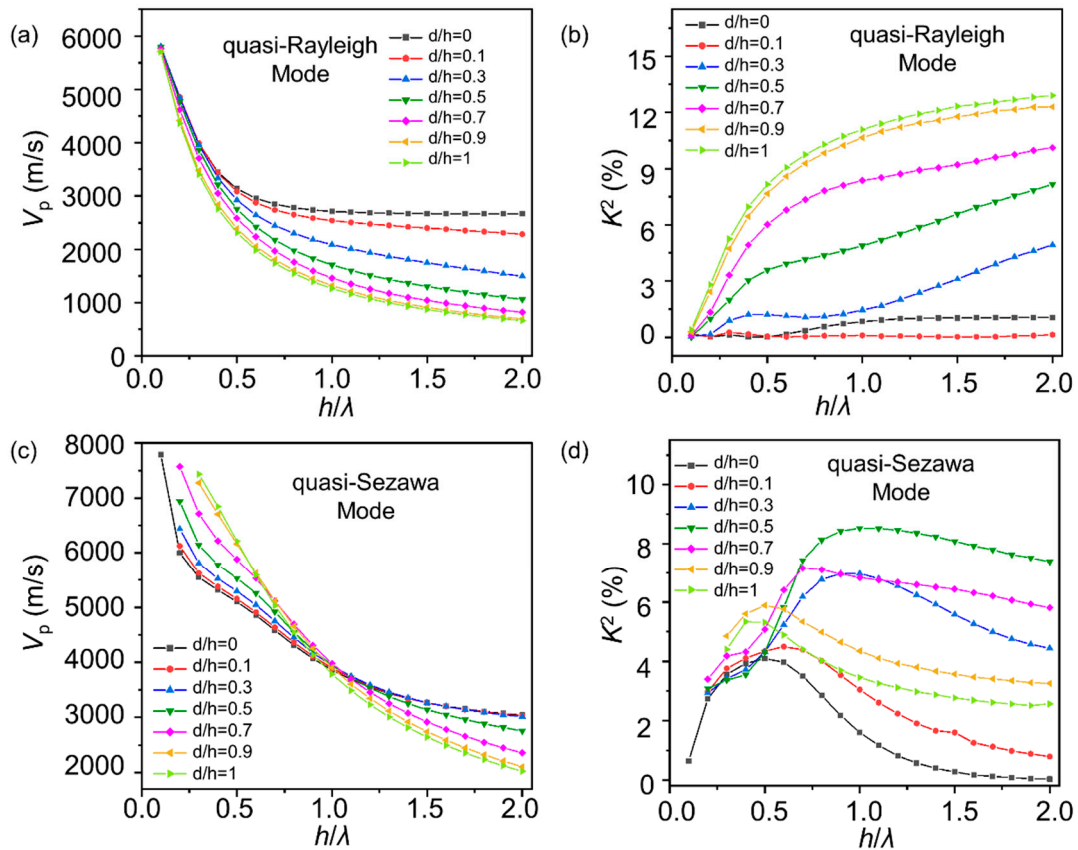 (a)
quasi-Rayleigh
Mode
d/h=0
d/h=0.1
d/h=0.3
d/h=0.5
d/h=0.7
d/h=0.9
d/h=1
6000
5000
4000
3000
2000
1000
0
Vp (m/s)
0.0 0.5 1.0 1.5 2.0
h/λ
(b)
quasi-Rayleigh
Mode
d/h=0
d/h=0.1
d/h=0.3
d/h=0.5
d/h=0.7
d/h=0.9
d/h=1
15
12
9
6
3
0
K² (%)
0.0 0.5 1.0 1.5 2.0
h/λ
(c)
quasi-Sezawa
Mode
d/h=0
d/h=0.1
d/h=0.3
d/h=0.5
d/h=0.7
d/h=0.9
d/h=1
8000
7000
6000
5000
4000
3000
2000
Vp (m/s)
0.0 0.5 1.0 1.5 2.0
h/λ
(d)
quasi-Sezawa
Mode
d/h=0
d/h=0.1
d/h=0.3
d/h=0.5
d/h=0.7
d/h=0.9
d/h=1
10
8
6
4
2
0
K² (%)
0.0 0.5 1.0 1.5 2.0
h/λ